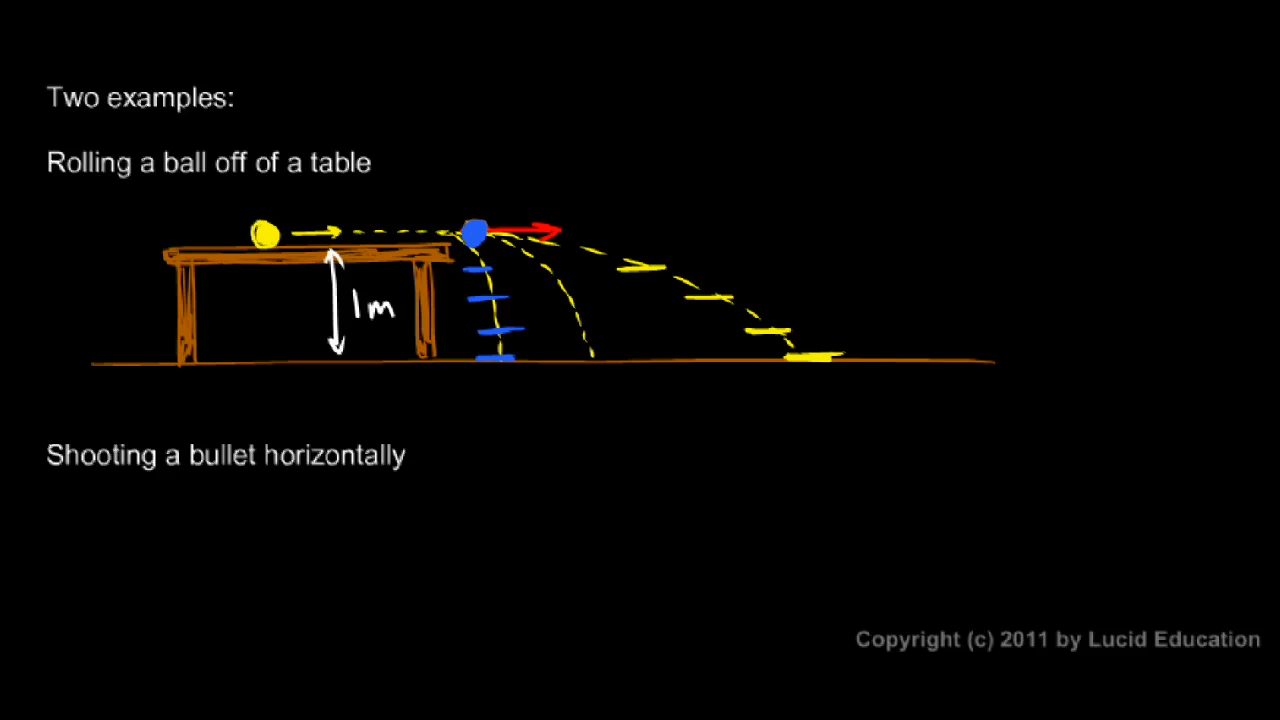 Two examples:
Rolling a ball off of a table
1m
Shooting a bullet horizontally
Copyright (c) 2011 by Lucid Education